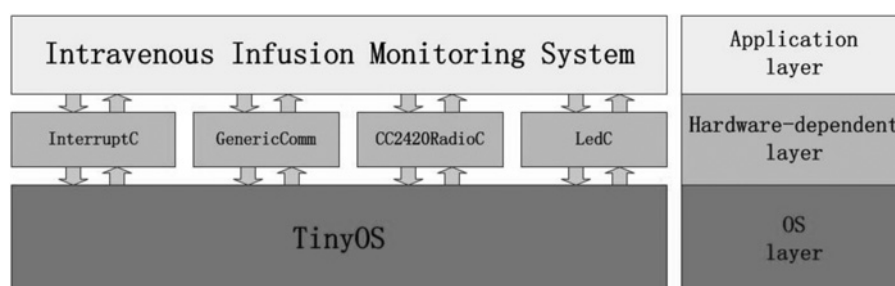 Intravenous Infusion Monitoring System
Application
layer
InterruptC
GenericComm
CC2420RadioC
LedC
Hardware-dependent
layer
TinyOS
OS
layer